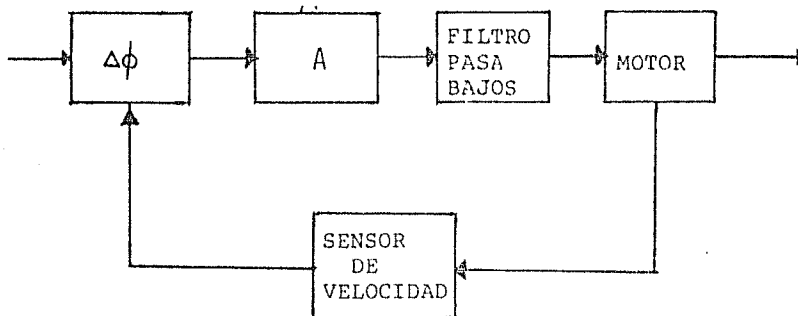 Δϕ
A
FILTRO
PASA
BAJOS
MOTOR
SENSOR
DE
VELOCIDAD